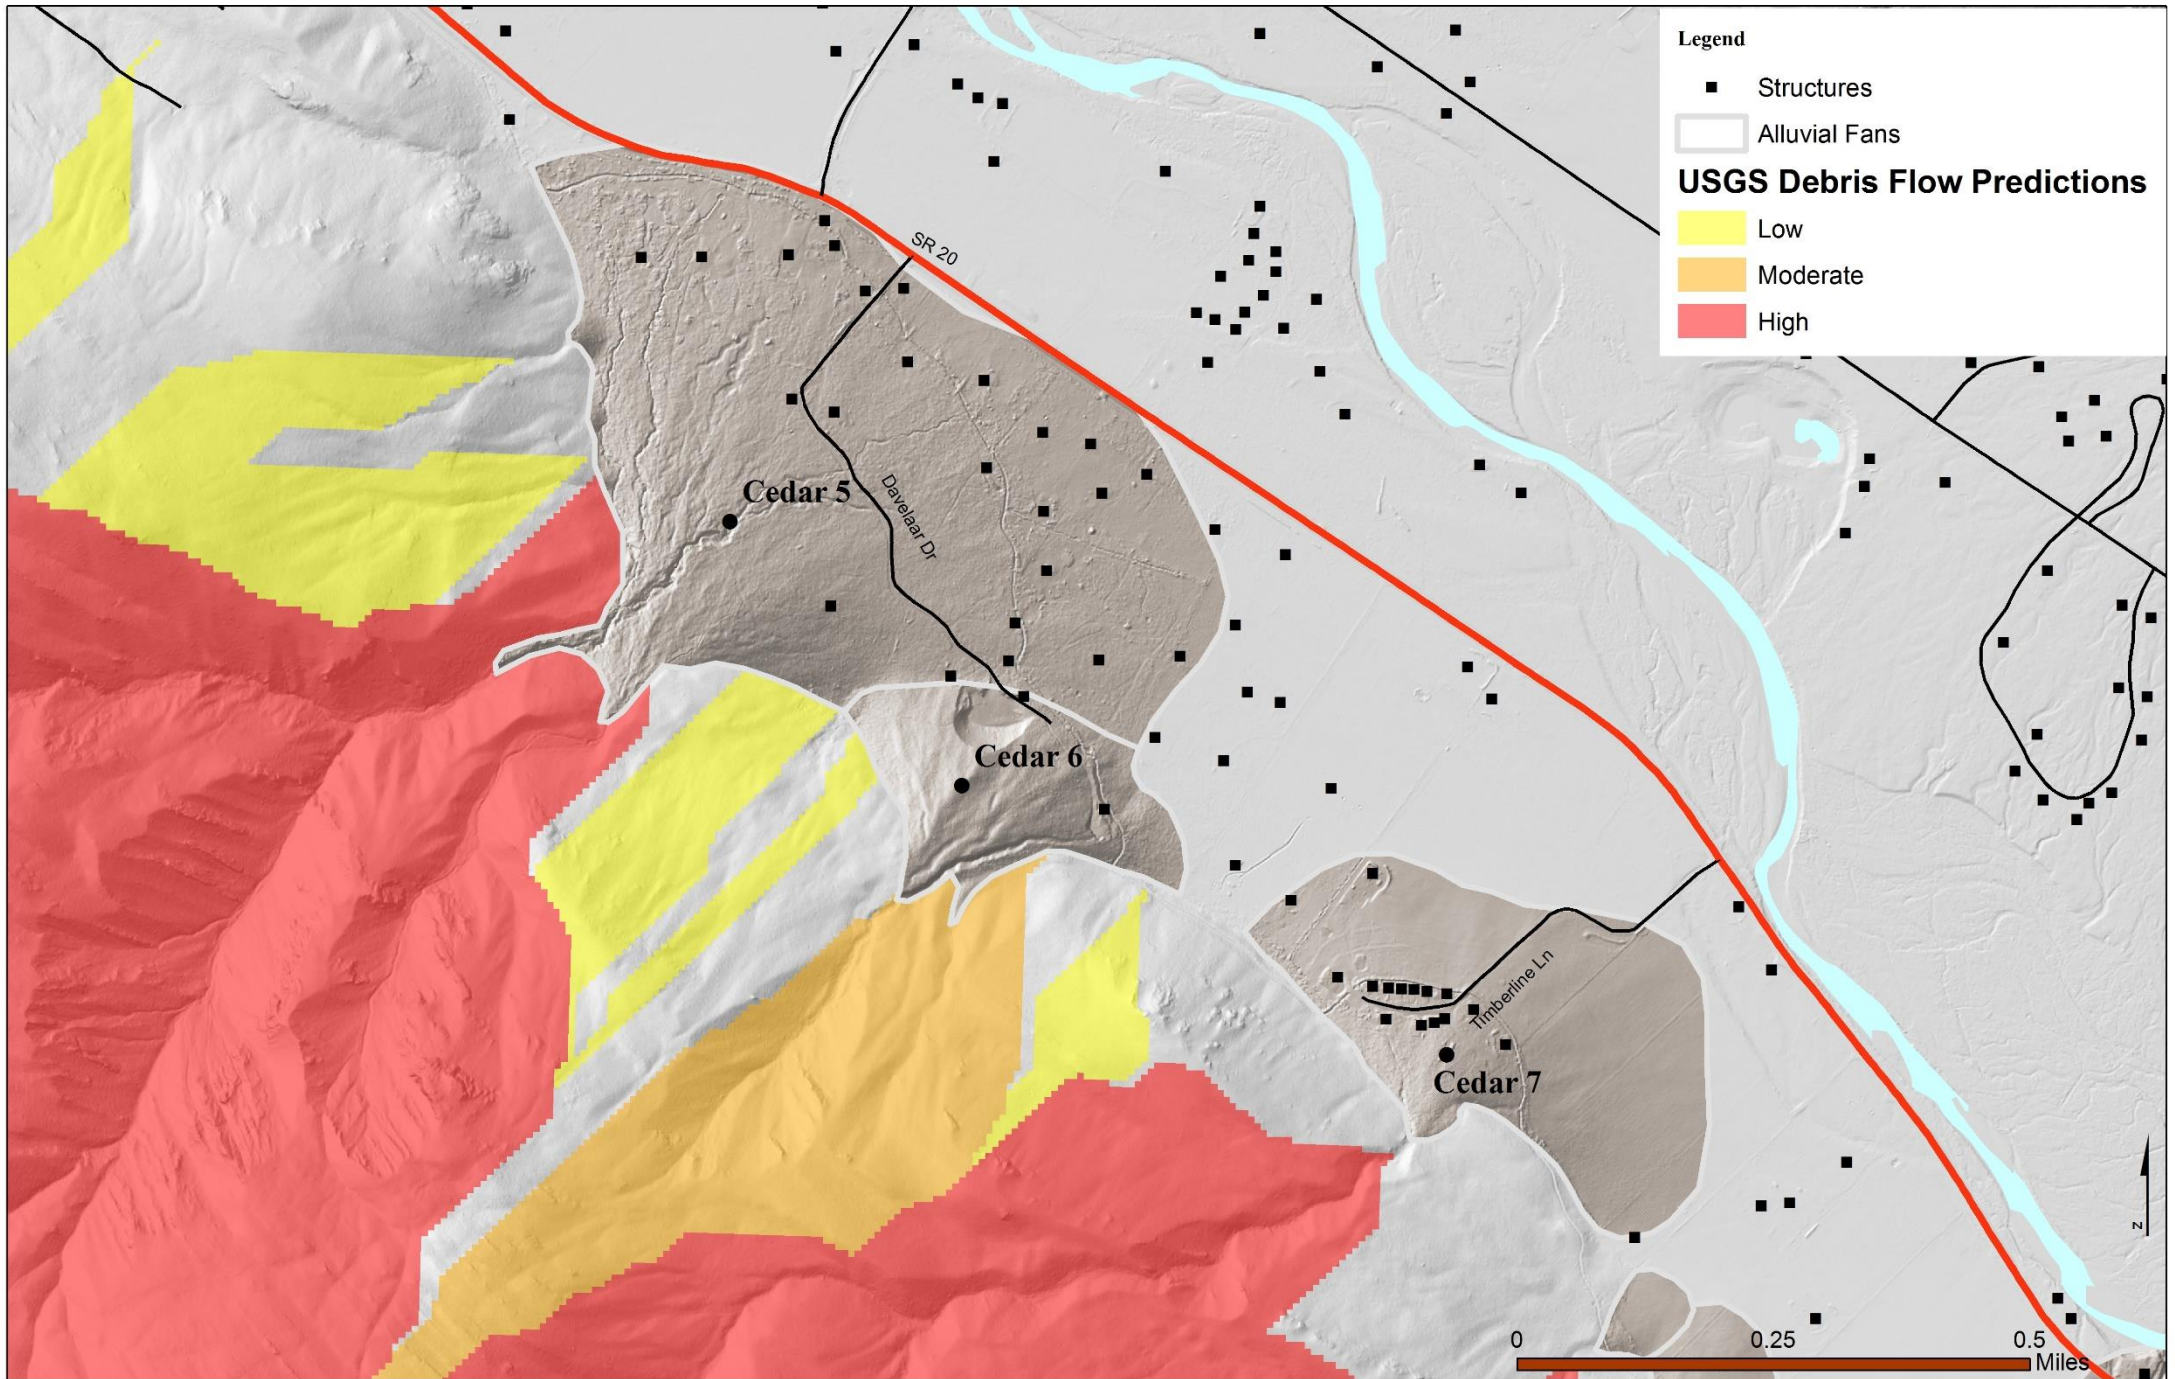 Legend
Structures
Alluvial Fans
USGS Debris Flow Predictions
Low
Moderate
High
SR 20
Cedar 5
Davelaar Dr
Cedar 6
Timberline Ln
Cedar 7
N
0 0.25 0.5
Miles